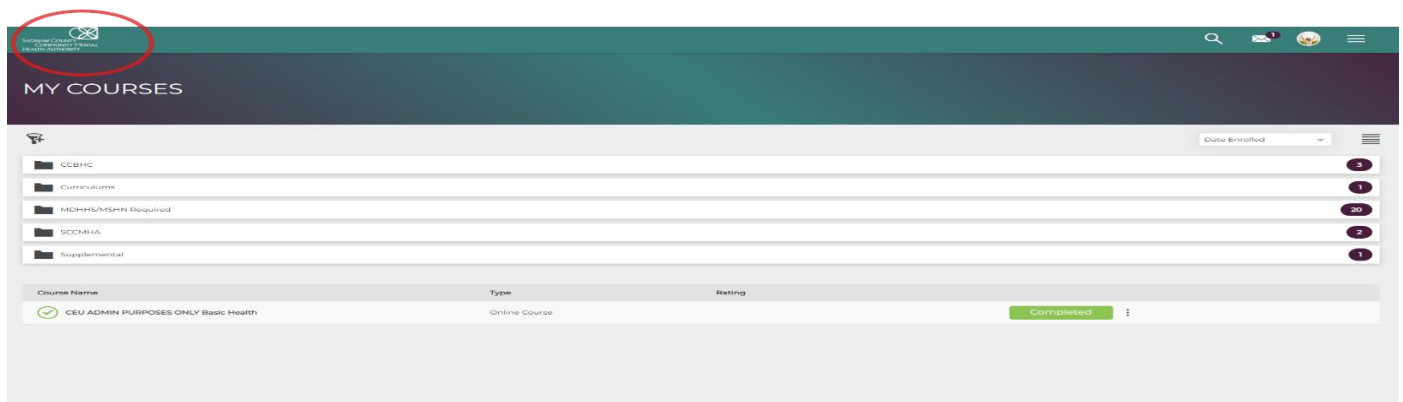 SAGINAW COUNTY
COMMUNITY MENTAL
HEALTH AUTHORITY
1
MY COURSES
Date Enrolled
CCBHC 3
Curriculums 1
MDHHS/MSHN Required 20
SCCMHA 2
Supplemental 1
Course Name Type Rating
CEU ADMIN PURPOSES ONLY Basic Health Online Course Completed